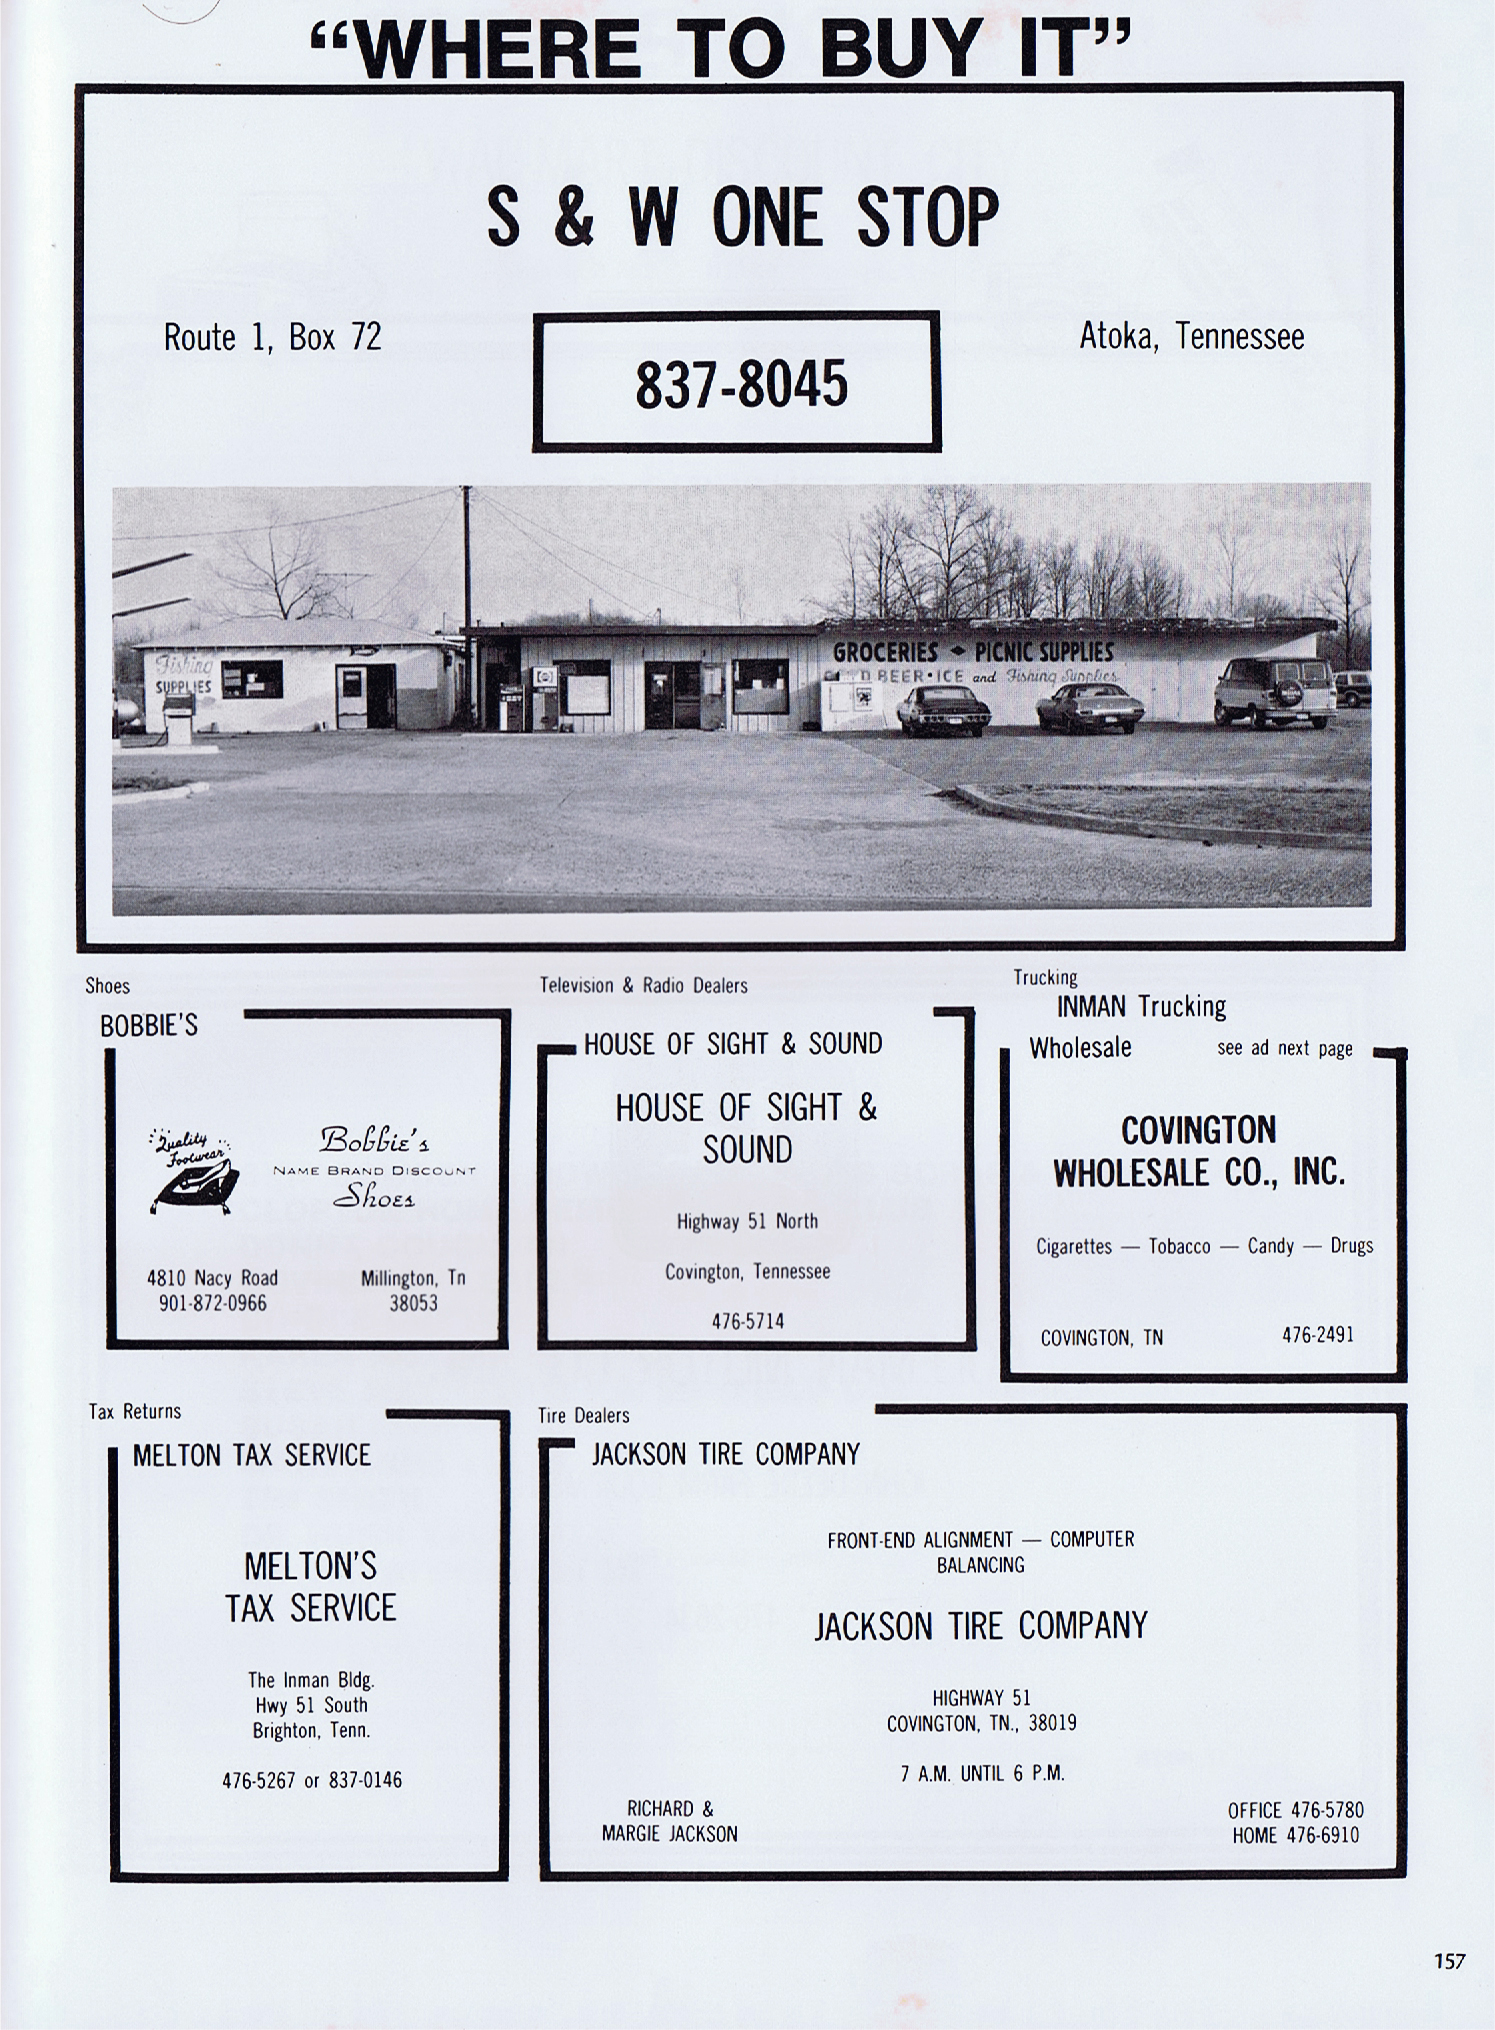 “WHERE TO BUY IT”
S & W ONE STOP
Route 1, Box 72
837-8045
Atoka, Tennessee
Fishing
SUPPLIES
GROCERIES PICNIC SUPPLIES
BEER · ICE and Fishing Supplies
Shoes
BOBBIE'S
Quality
Footwear
Bobbie's
NAME BRAND DISCOUNT
Shoes
4810 Nacy Road
901-872-0966
Millington, Tn
38053
Television & Radio Dealers
HOUSE OF SIGHT & SOUND
HOUSE OF SIGHT &
SOUND
Highway 51 North
Covington, Tennessee
476-5714
Trucking
INMAN Trucking
Wholesale see ad next page
COVINGTON
WHOLESALE CO., INC.
Cigarettes — Tobacco — Candy — Drugs
COVINGTON, TN 476-2491
Tax Returns
MELTON TAX SERVICE
MELTON'S
TAX SERVICE
The Inman Bldg.
Hwy 51 South
Brighton, Tenn.
476-5267 or 837-0146
Tire Dealers
JACKSON TIRE COMPANY
FRONT-END ALIGNMENT — COMPUTER
BALANCING
JACKSON TIRE COMPANY
HIGHWAY 51
COVINGTON, TN., 38019
7 A.M. UNTIL 6 P.M.
RICHARD &
MARGIE JACKSON
OFFICE 476-5780
HOME 476-6910
157